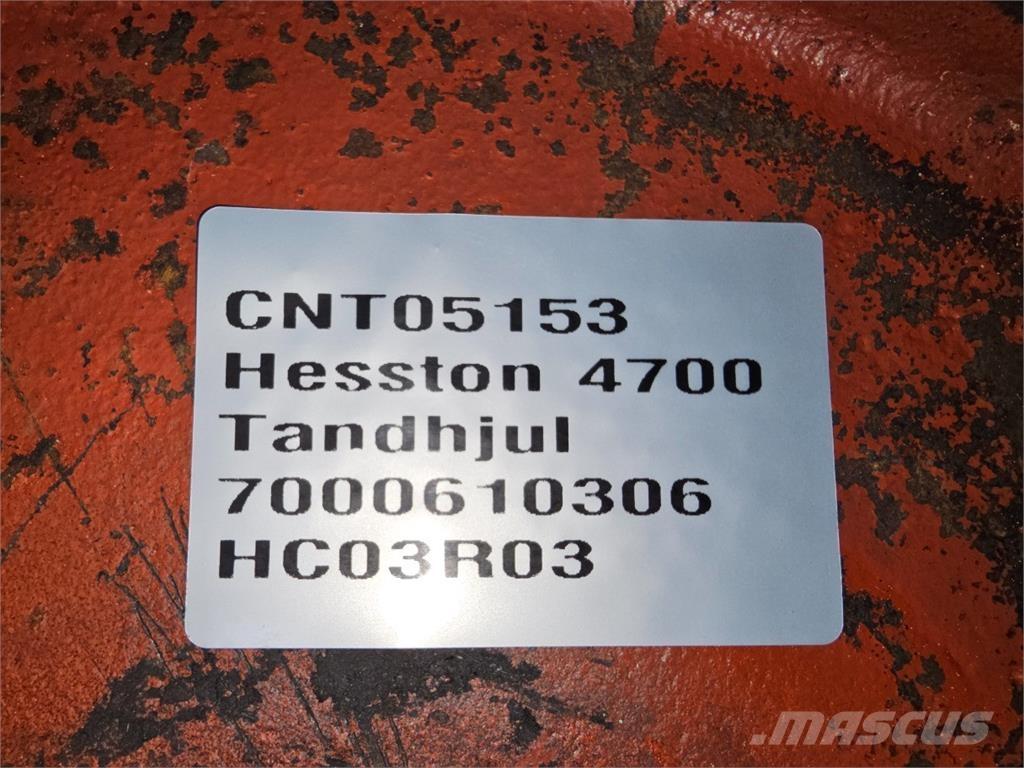 CNT05153
Hesston 4700
Tandhjul
7000610306
HC03R03
MASCUS